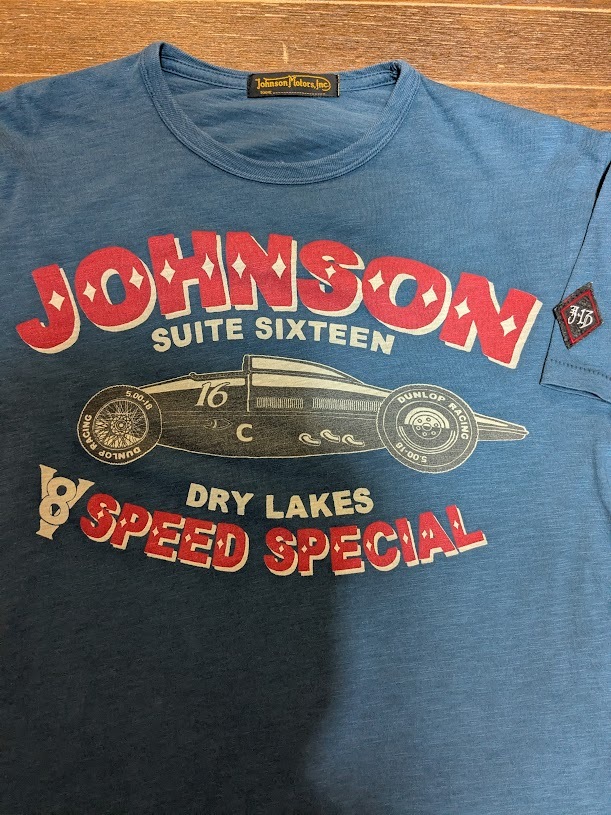 Johnson Motors, Inc
JOHNSON
SUITE SIXTEEN
16
C
5.00-18
DUNLOP RACING
DUNLOP RACING
5.00-18
DRY LAKES
V8
SPEED SPECIAL